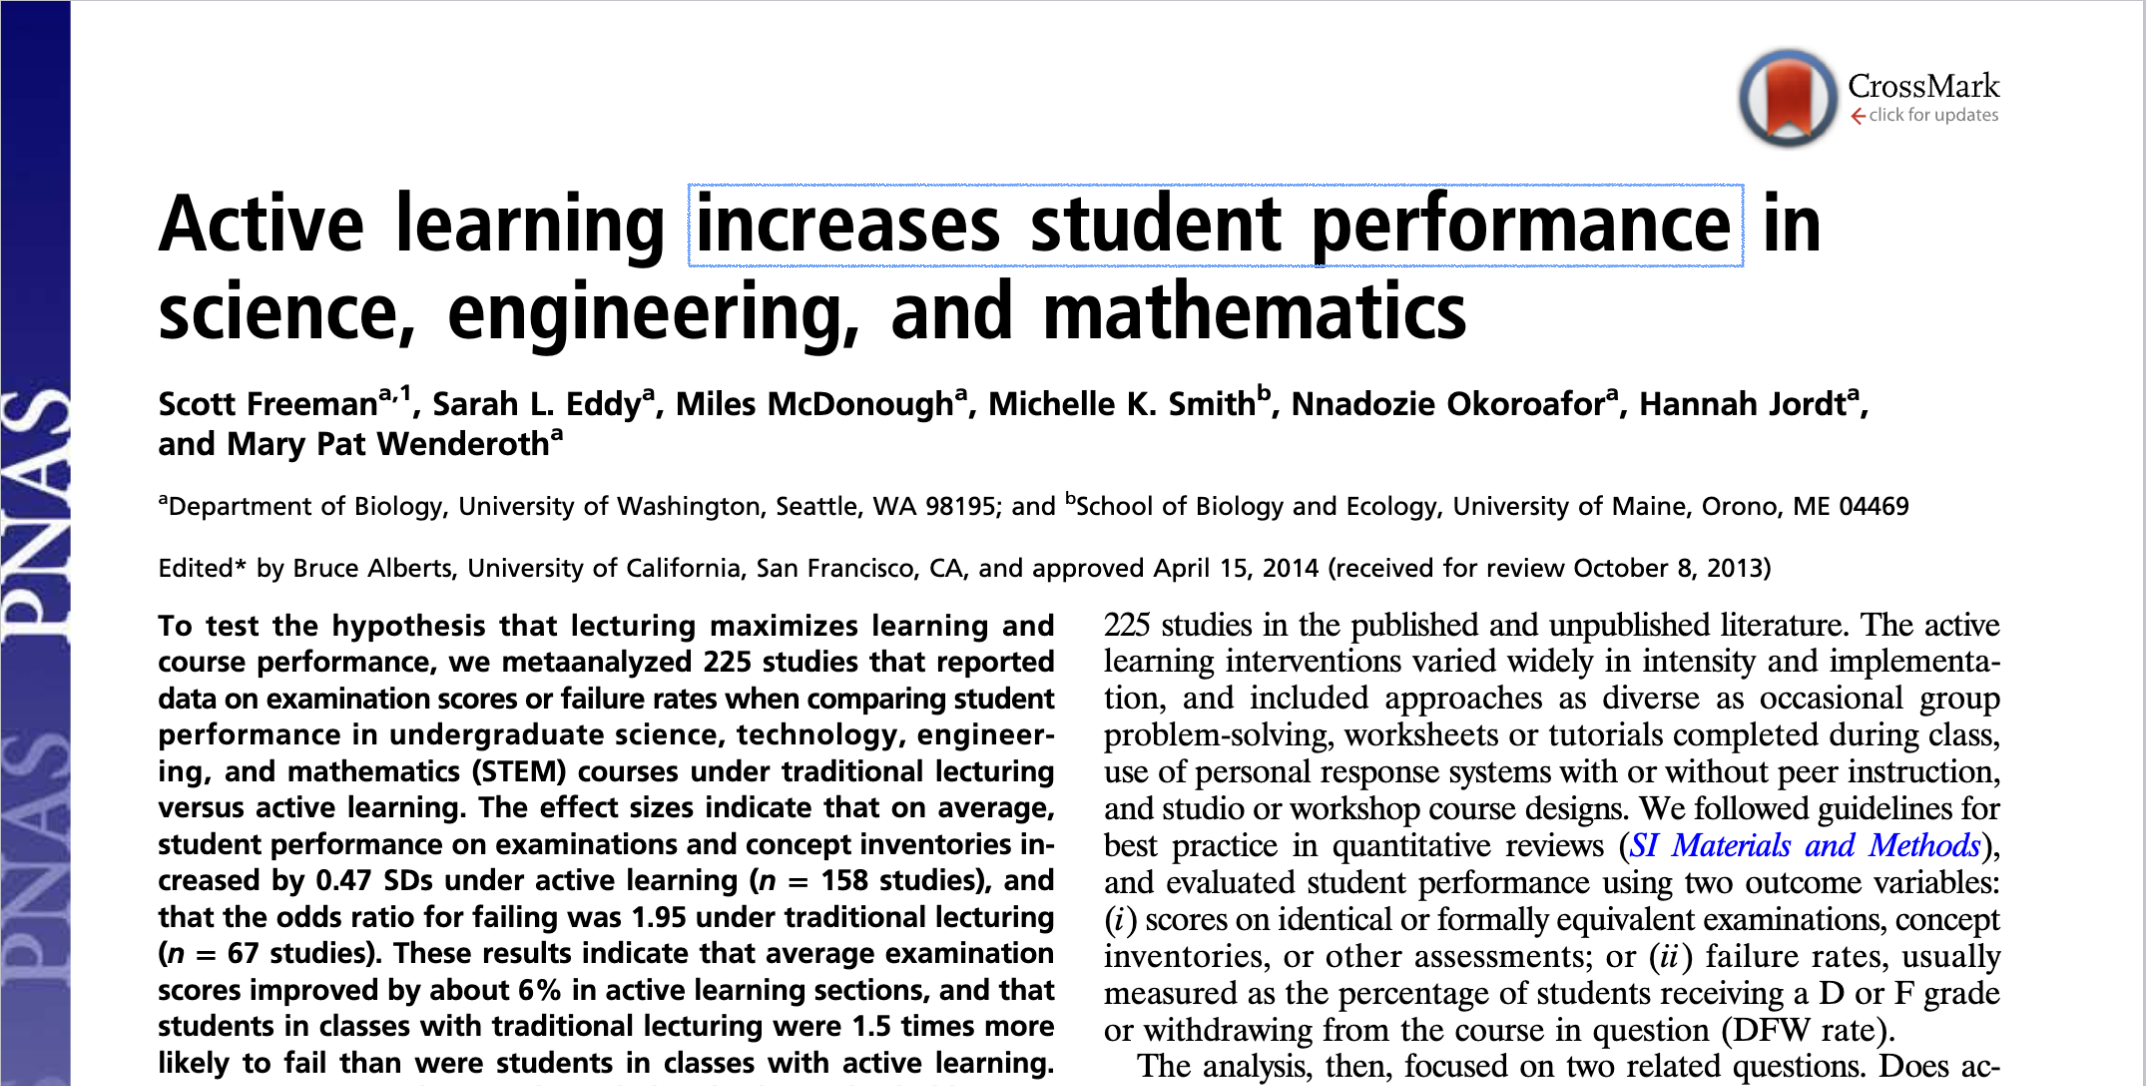 CrossMark
click for updates
Active learning increases student performance in
science, engineering, and mathematics
Scott Freemana,1, Sarah L. Eddya, Miles McDonougha, Michelle K. Smithb, Nnadozie Okoroafora, Hannah Jordta,
and Mary Pat Wenderotha
aDepartment of Biology, University of Washington, Seattle, WA 98195; and bSchool of Biology and Ecology, University of Maine, Orono, ME 04469
Edited* by Bruce Alberts, University of California, San Francisco, CA, and approved April 15, 2014 (received for review October 8, 2013)
To test the hypothesis that lecturing maximizes learning and
course performance, we metaanalyzed 225 studies that reported
data on examination scores or failure rates when comparing student
performance in undergraduate science, technology, engineer-
ing, and mathematics (STEM) courses under traditional lecturing
versus active learning. The effect sizes indicate that on average,
student performance on examinations and concept inventories in-
creased by 0.47 SDs under active learning (n = 158 studies), and
that the odds ratio for failing was 1.95 under traditional lecturing
(n = 67 studies). These results indicate that average examination
scores improved by about 6% in active learning sections, and that
students in classes with traditional lecturing were 1.5 times more
likely to fail than were students in classes with active learning.
225 studies in the published and unpublished literature. The active
learning interventions varied widely in intensity and implementa-
tion, and included approaches as diverse as occasional group
problem-solving, worksheets or tutorials completed during class,
use of personal response systems with or without peer instruction,
and studio or workshop course designs. We followed guidelines for
best practice in quantitative reviews (SI Materials and Methods),
and evaluated student performance using two outcome variables:
(i) scores on identical or formally equivalent examinations, concept
inventories, or other assessments; or (ii) failure rates, usually
measured as the percentage of students receiving a D or F grade
or withdrawing from the course in question (DFW rate).
The analysis, then, focused on two related questions. Does ac-
PNAS
PNAS